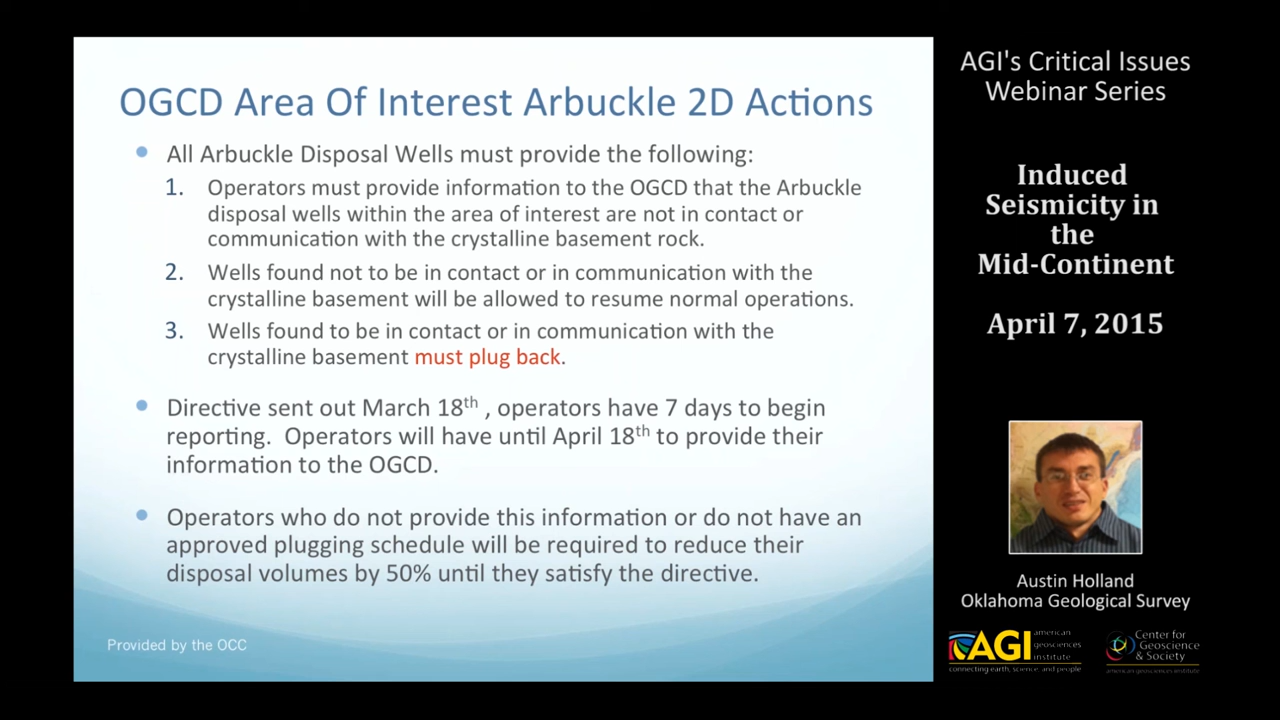 OGCD Area Of Interest Arbuckle 2D Actions
• All Arbuckle Disposal Wells must provide the following:
1. Operators must provide information to the OGCD that the Arbuckle
disposal wells within the area of interest are not in contact or
communication with the crystalline basement rock.
2. Wells found not to be in contact or in communication with the
crystalline basement will be allowed to resume normal operations.
3. Wells found to be in contact or in communication with the
crystalline basement must plug back.
• Directive sent out March 18th , operators have 7 days to begin
reporting. Operators will have until April 18th to provide their
information to the OGCD.
• Operators who do not provide this information or do not have an
approved plugging schedule will be required to reduce their
disposal volumes by 50% until they satisfy the directive.
Provided by the OCC
AGI's Critical Issues
Webinar Series
Induced
Seismicity in
the
Mid-Continent
April 7, 2015
Austin Holland
Oklahoma Geological Survey
AGI
american
geosciences
institute
connecting earth, science, and people
Center for
Geoscience
& Society
american geosciences institute